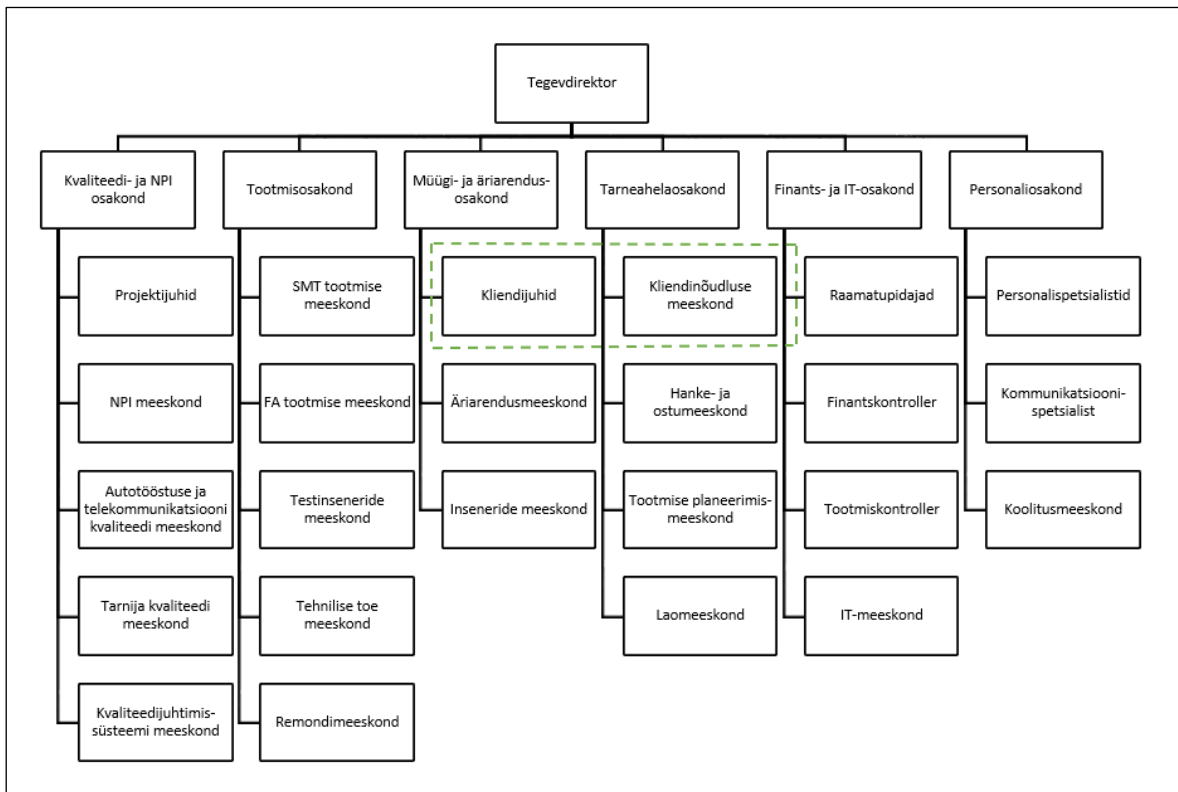 Tegevdirektor
Kvaliteedi- ja NPI
osakond
Tootmisosakond
Müügi- ja äriarendus-
osakond
Tarneahelaosakond
Finants- ja IT-osakond
Personaliosakond
Projektijuhid
SMT tootmise
meeskond
Kliendijuhid
Kliendinõudluse
meeskond
Raamatupidajad
Personalispetsialistid
NPI meeskond
FA tootmise meeskond
Äriarendusmeeskond
Hanke- ja
ostumeeskond
Finantskontroller
Kommunikatsiooni-
spetsialist
Autotööstuse ja
telekommunikatsiooni
kvaliteedi meeskond
Testinseneride
meeskond
Inseneride meeskond
Tootmise planeerimis-
meeskond
Tootmiskontroller
Koolitusmeeskond
Tarnija kvaliteedi
meeskond
Tehnilise toe
meeskond
Laomeeskond
IT-meeskond
Kvaliteedijuhtimis-
süsteemi meeskond
Remondimeeskond